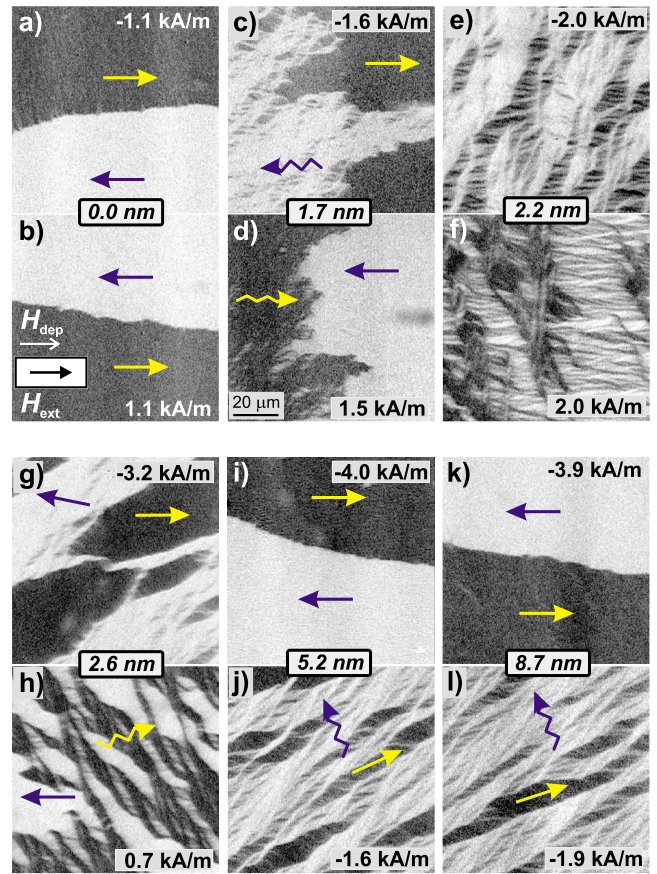 a) -1.1 kA/m
c) -1.6 kA/m
e) -2.0 kA/m
0.0 nm
1.7 nm
2.2 nm
b)
d)
f)
Hdep
Hext
1.1 kA/m
20 μm
1.5 kA/m
2.0 kA/m
g) -3.2 kA/m
i) -4.0 kA/m
k) -3.9 kA/m
2.6 nm
5.2 nm
8.7 nm
h)
j)
l)
0.7 kA/m
-1.6 kA/m
-1.9 kA/m